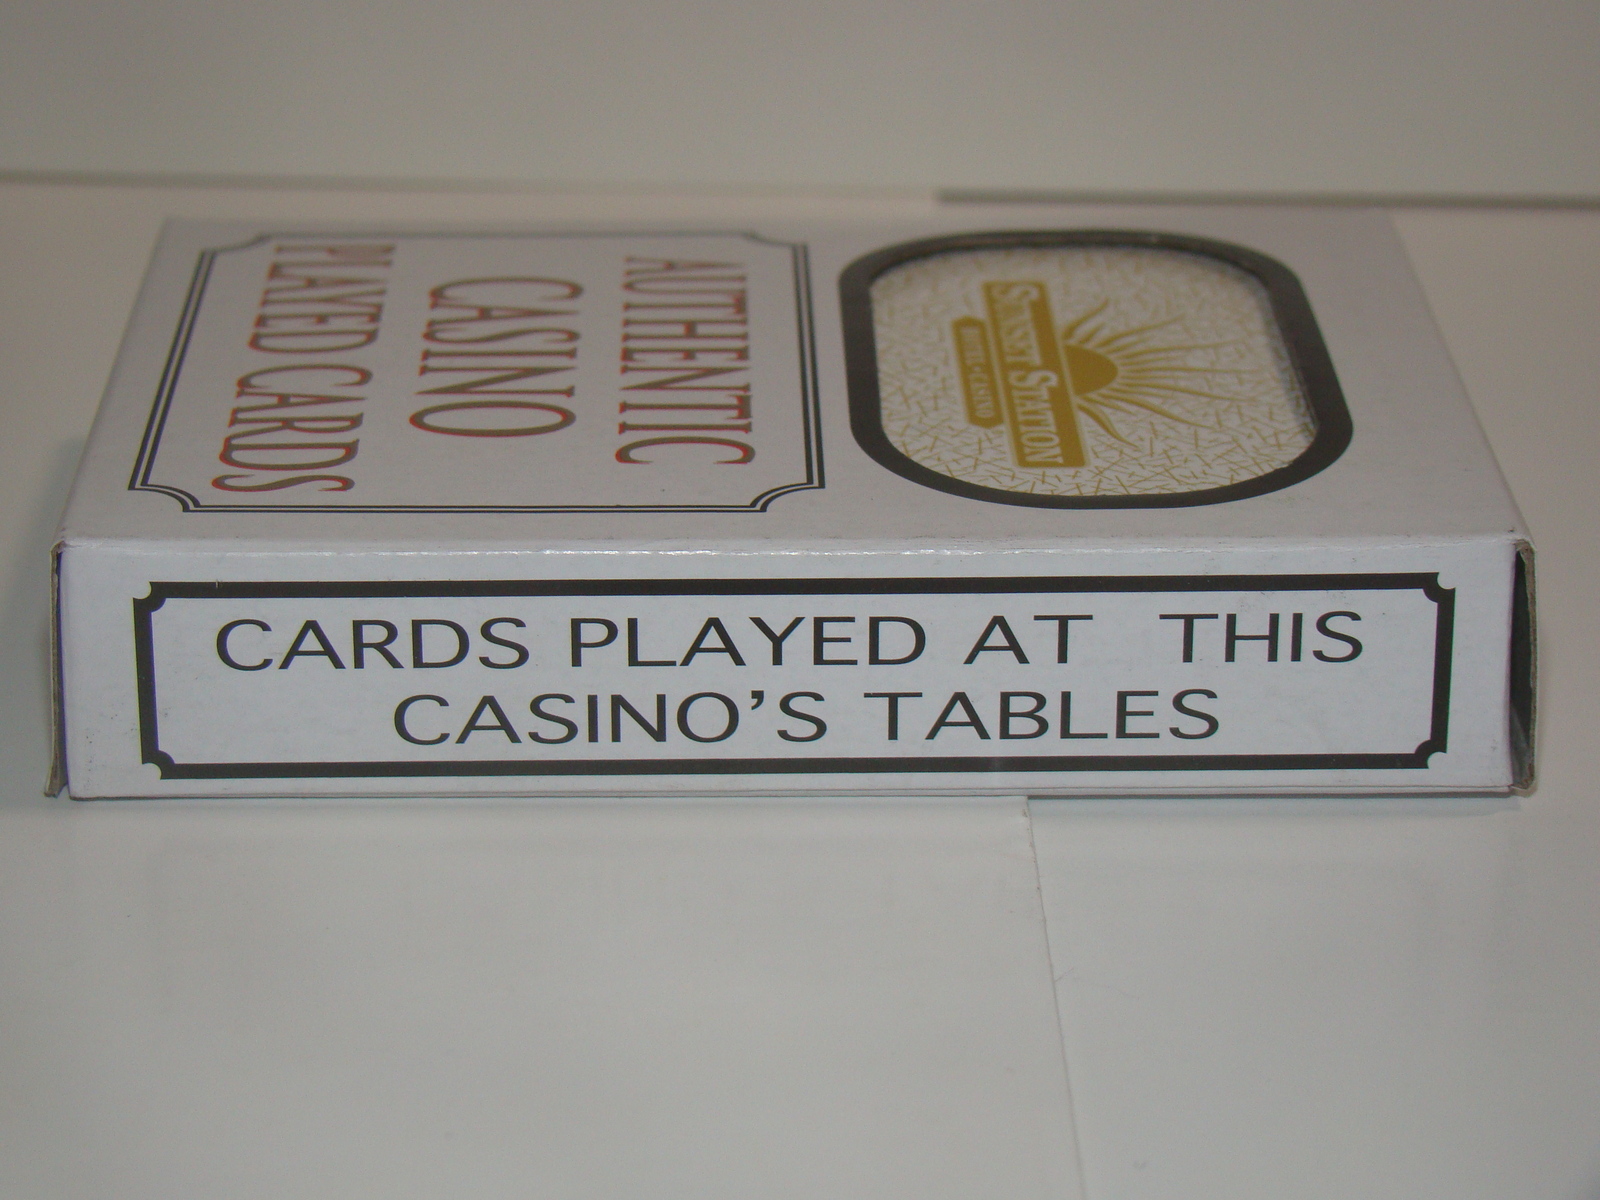 AUTHENTIC
CASINO
PLAYED CARDS
SUNSET STATION
HOTEL • CASINO
CARDS PLAYED AT THIS
CASINO'S TABLES